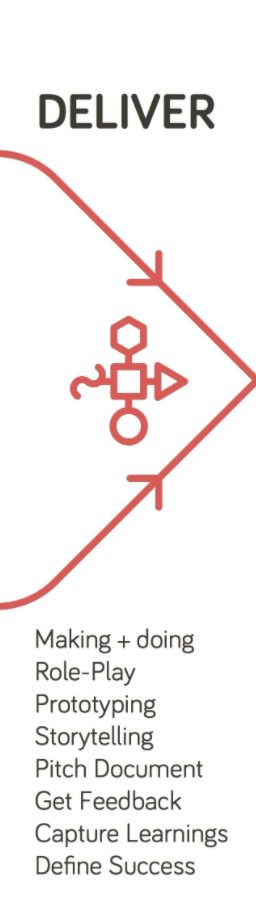 DELIVER
Making + doing
Role-Play
Prototyping
Storytelling
Pitch Document
Get Feedback
Capture Learnings
Define Success